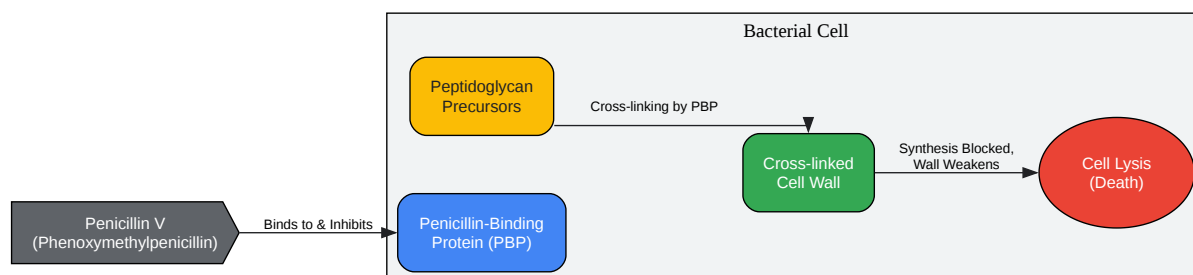 Bacterial Cell
Peptidoglycan
Precursors
Cross-linking by PBP
Cross-linked
Cell Wall
Synthesis Blocked,
Wall Weakens
Cell Lysis
(Death)
Penicillin V
(Phenoxymethylpenicillin)
Binds to & Inhibits
Penicillin-Binding
Protein (PBP)